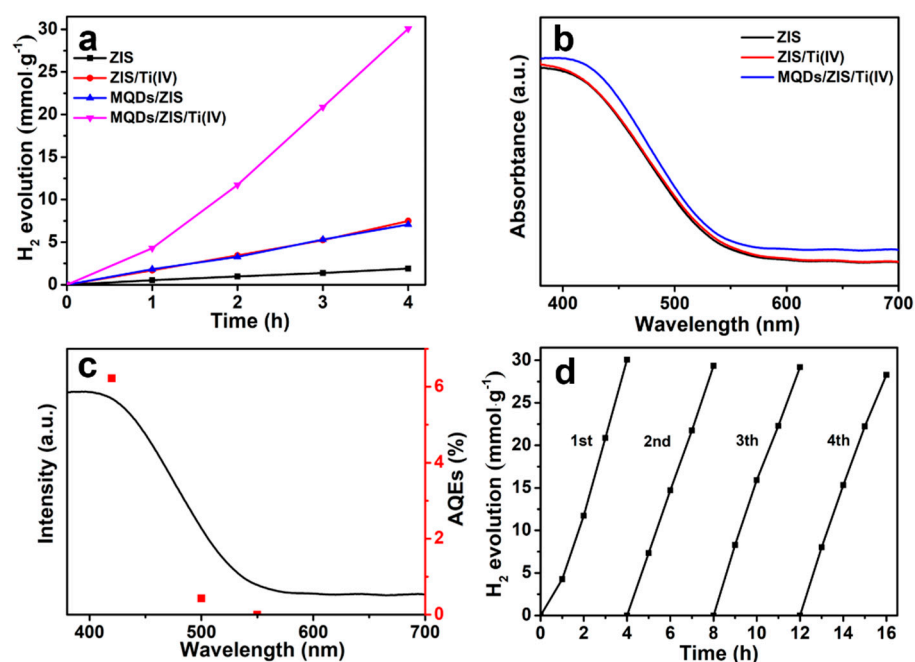 a
ZIS
ZIS/Ti(IV)
MQDs/ZIS
MQDs/ZIS/Ti(IV)
H₂ evolution (mmol·g⁻¹)
30
25
20
15
10
5
0
0 1 2 3 4
Time (h)
b
ZIS
ZIS/Ti(IV)
MQDs/ZIS/Ti(IV)
Absorbtance (a.u.)
400 500 600 700
Wavelength (nm)
c
Intensity (a.u.)
6
4
2
0
AQEs (%)
400 500 600 700
Wavelength (nm)
d
1st 2nd 3th 4th
H₂ evolution (mmol·g⁻¹)
30
25
20
15
10
5
0
0 2 4 6 8 10 12 14 16
Time (h)